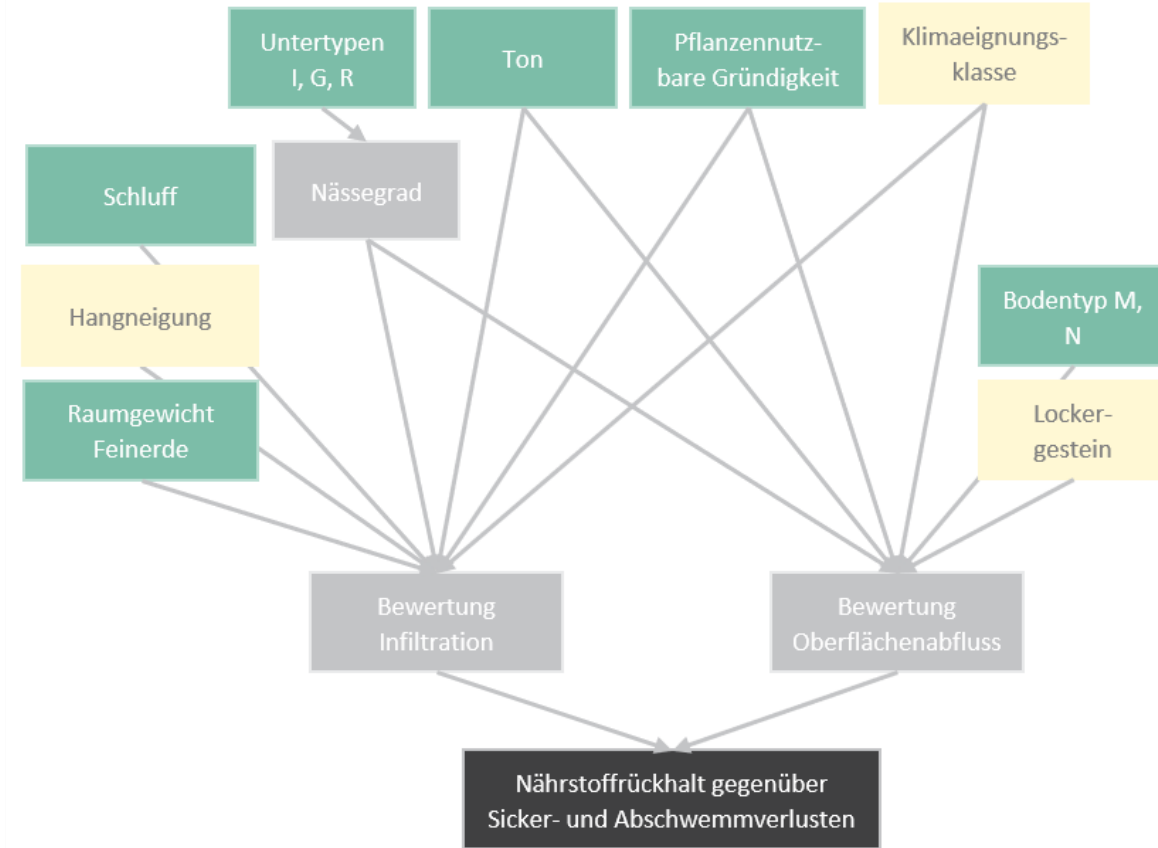 Untertypen
I, G, R
Ton
Pflanzennutz-
bare Gründigkeit
Klimaeignungs-
klasse
Schluff
Nässegrad
Hangneigung
Bodentyp M,
N
Raumgewicht
Feinerde
Locker-
gestein
Bewertung
Infiltration
Bewertung
Oberflächenabfluss
Nährstoffrückhalt gegenüber
Sicker- und Abschwemmverlusten